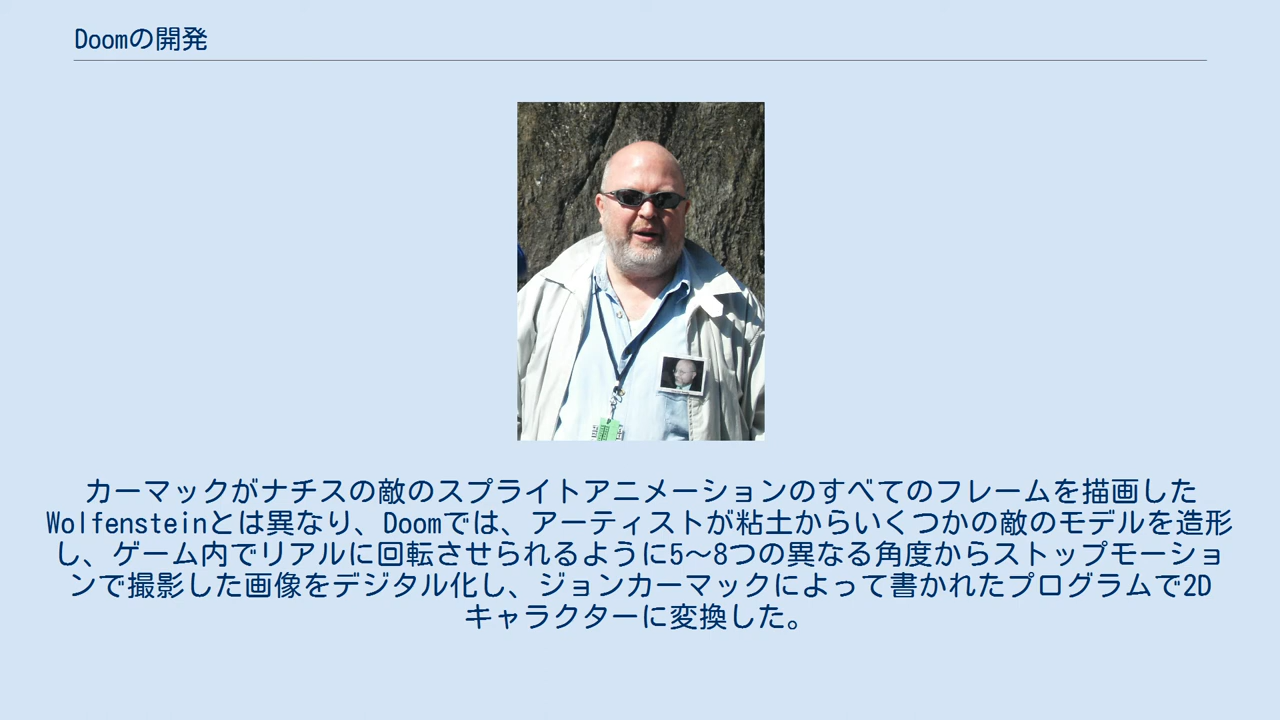 Doomの開発
カーマックがナチスの敵のスプライトアニメーションのすべてのフレームを描画した
Wolfensteinとは異なり、Doomでは、アーティストが粘土からいくつかの敵のモデルを造形
し、ゲーム内でリアルに回転させられるように5～8つの異なる角度からストップモーショ
ンで撮影した画像をデジタル化し、ジョンカーマックによって書かれたプログラムで2D
キャラクターに変換した。